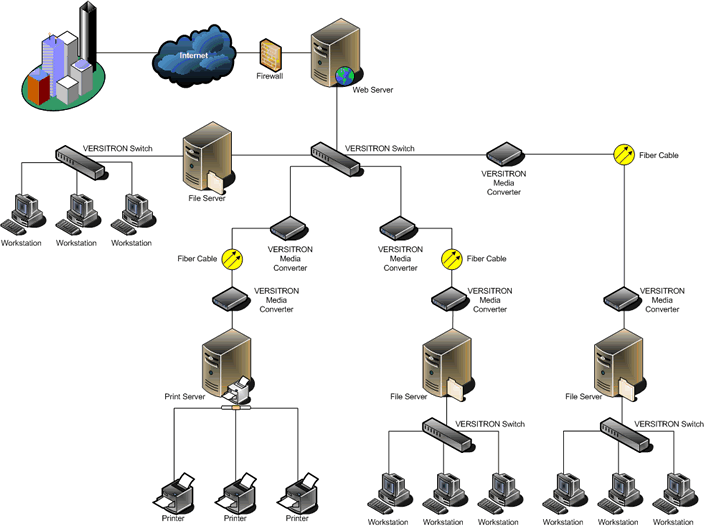 Internet
Firewall
Web Server
VERSITRON Switch
File Server
VERSITRON Switch
VERSITRON
Media
Converter
Fiber Cable
Workstation
Workstation
Workstation
VERSITRON
Media
Converter
VERSITRON
Media
Converter
Fiber Cable
Fiber Cable
VERSITRON
Media
Converter
VERSITRON
Media
Converter
VERSITRON
Media
Converter
Print Server
File Server
File Server
VERSITRON Switch
VERSITRON Switch
Printer
Printer
Printer
Workstation
Workstation
Workstation
Workstation
Workstation
Workstation